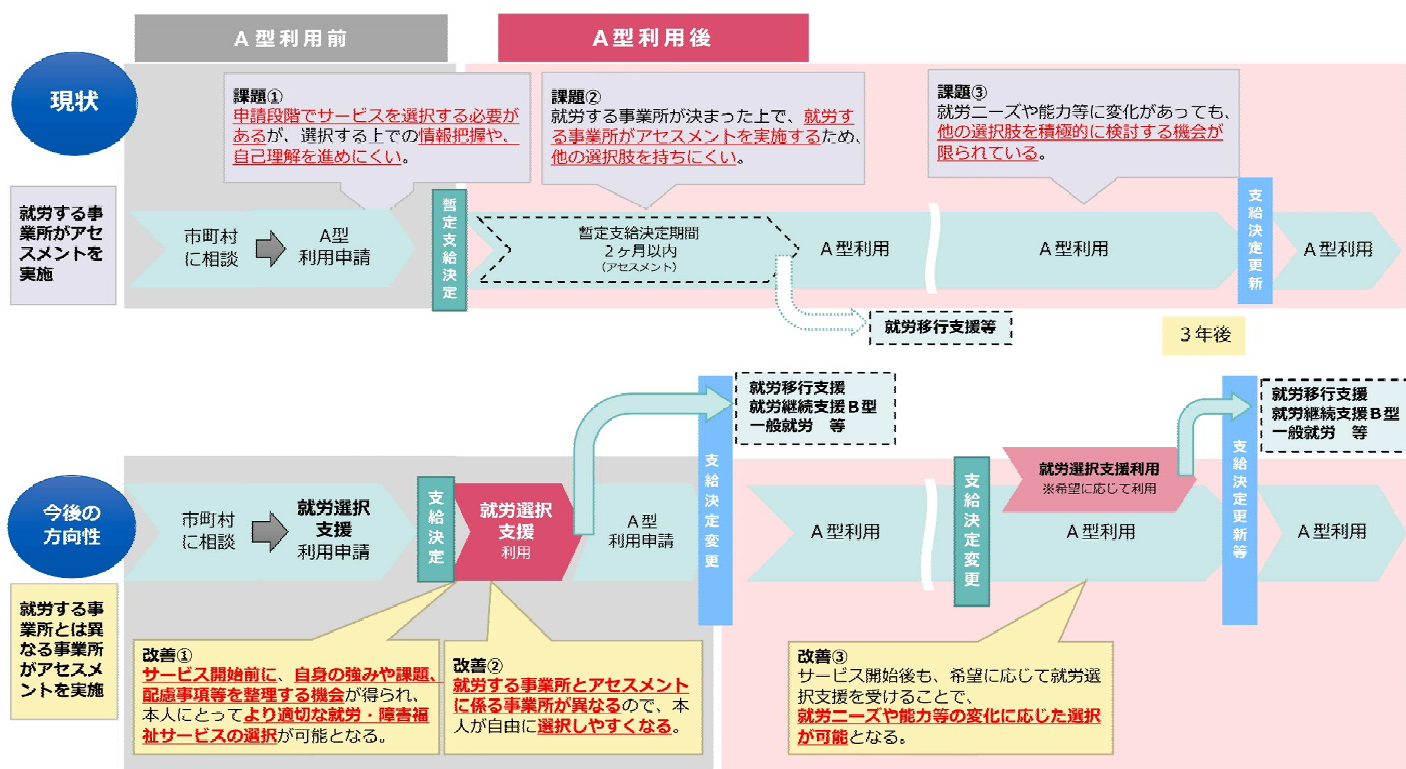 A型利用前
A型利用後
現状
課題①
申請段階でサービスを選択する必要が
あるが、選択する上での情報把握や、
自己理解を進めにくい。
課題②
就労する事業所が決まった上で、就労す
る事業所がアセスメントを実施するため、
他の選択肢を持ちにくい。
課題③
就労ニーズや能力等に変化があっても、
他の選択肢を積極的に検討する機会が
限られている。
就労する事
業所がアセ
スメントを
実施
市町村
に相談
A型
利用申請
暫定支給決定
暫定支給決定期間
２ヶ月以内
（アセスメント）
A型利用
A型利用
支給決定更新
A型利用
就労移行支援等
３年後
就労移行支援
就労継続支援Ｂ型
一般就労　等
就労移行支援
就労継続支援Ｂ型
一般就労　等
今後の
方向性
就労する事
業所とは異
なる事業所
がアセスメ
ントを実施
市町村
に相談
就労選択
支援
利用申請
支給決定
就労選択
支援
利用
A型
利用申請
支給決定変更
A型利用
支給決定変更
就労選択支援利用
※希望に応じて利用
A型利用
支給決定更新等
A型利用
改善①
サービス開始前に、自身の強みや課題、
配慮事項等を整理する機会が得られ、
本人にとってより適切な就労・障害福
祉サービスの選択が可能となる。
改善②
就労する事業所とアセスメント
に係る事業所が異なるので、本
人が自由に選択しやすくなる。
改善③
サービス開始後も、希望に応じて就労選
択支援を受けることで、
就労ニーズや能力等の変化に応じた選択
が可能となる。